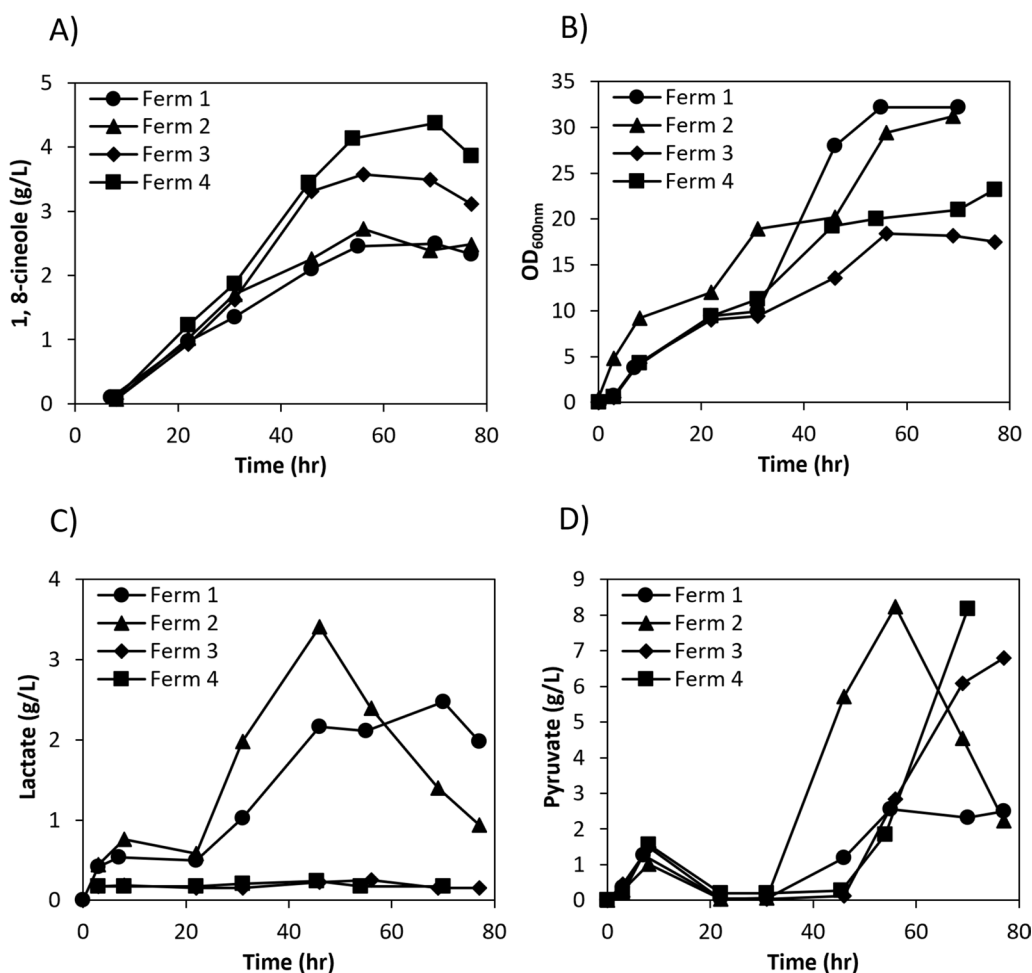 A)
5
4
3
2
1
0
1, 8-cineole (g/L)
Ferm 1
Ferm 2
Ferm 3
Ferm 4
0 20 40 60 80
Time (hr)
B)
35
30
25
20
15
10
5
0
OD600nm
Ferm 1
Ferm 2
Ferm 3
Ferm 4
0 20 40 60 80
Time (hr)
C)
4
3
2
1
0
Lactate (g/L)
Ferm 1
Ferm 2
Ferm 3
Ferm 4
0 20 40 60 80
Time (hr)
D)
9
8
7
6
5
4
3
2
1
0
Pyruvate (g/L)
Ferm 1
Ferm 2
Ferm 3
Ferm 4
0 20 40 60 80
Time (hr)